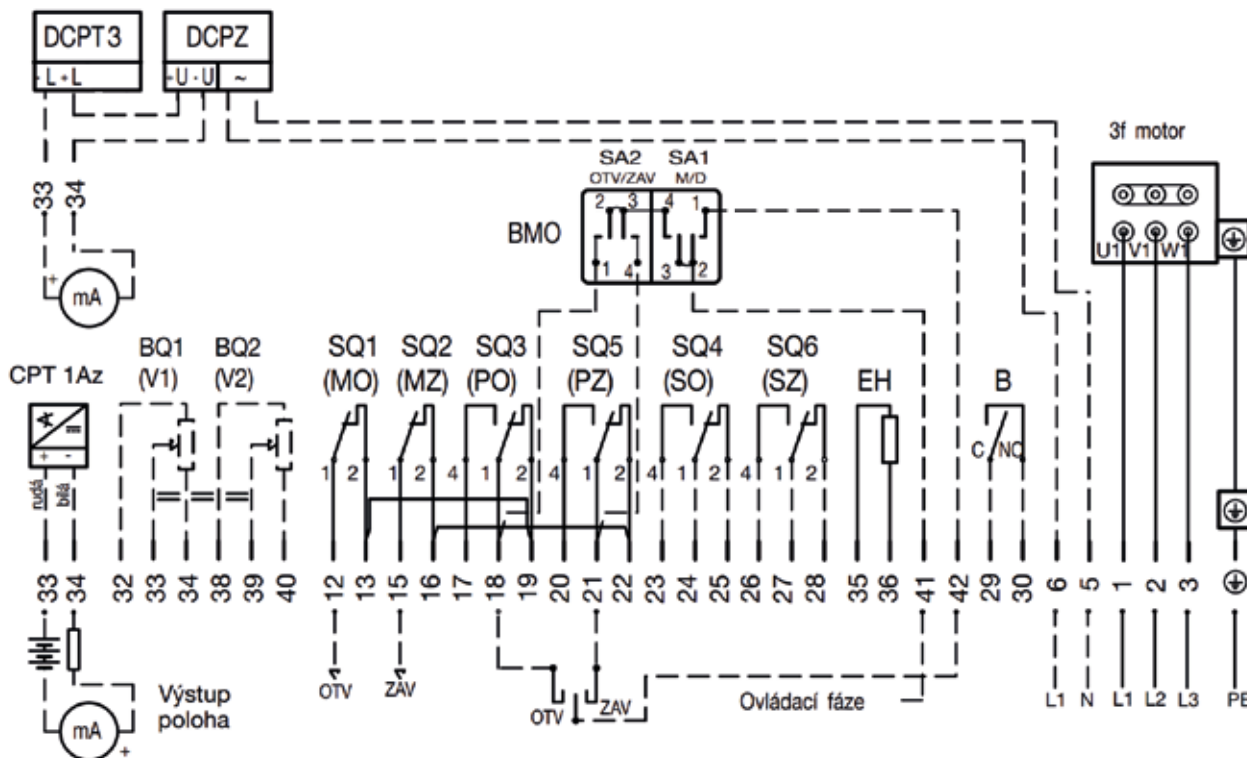 DCPT3 DCPZ
- L + L +U - U ~
3f motor
SA2 SA1
OTV/ZAV M/D
33 34
2 3 4 1
BMO
1 4 3 2
U1 V1 W1
+
mA
BQ1 BQ2 SQ1 SQ2 SQ3 SQ5 SQ4 SQ6
CPT 1Az (V1) (V2) (MO) (MZ) (PO) (PZ) (SO) (SZ) EH B
C NC
+ -
1 2 1 2 4 1 2 4 1 2 4 1 2 4 1 2
rudá bílá
33 34 32 33 34 38 39 40 12 13 15 16 17 18 19 20 21 22 23 24 25 26 27 28 35 36 41 42 29 30 6 5 1 2 3
OTV ZAV
Výstup
poloha
OTV ZAV
Ovládací fáze
L1 N L1 L2 L3 PE
mA
+